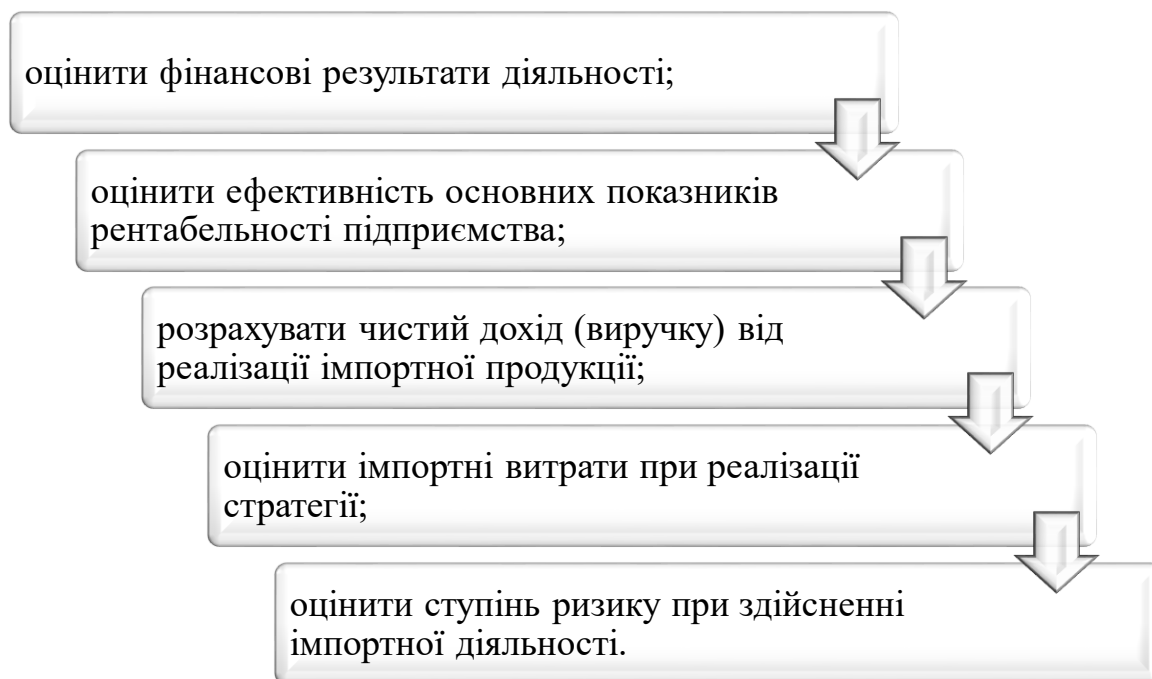 оцінити фінансові результати діяльності;
оцінити ефективність основних показників
рентабельності підприємства;
розрахувати чистий дохід (виручку) від
реалізації імпортної продукції;
оцінити імпортні витрати при реалізації
стратегії;
оцінити ступінь ризику при здійсненні
імпортної діяльності.